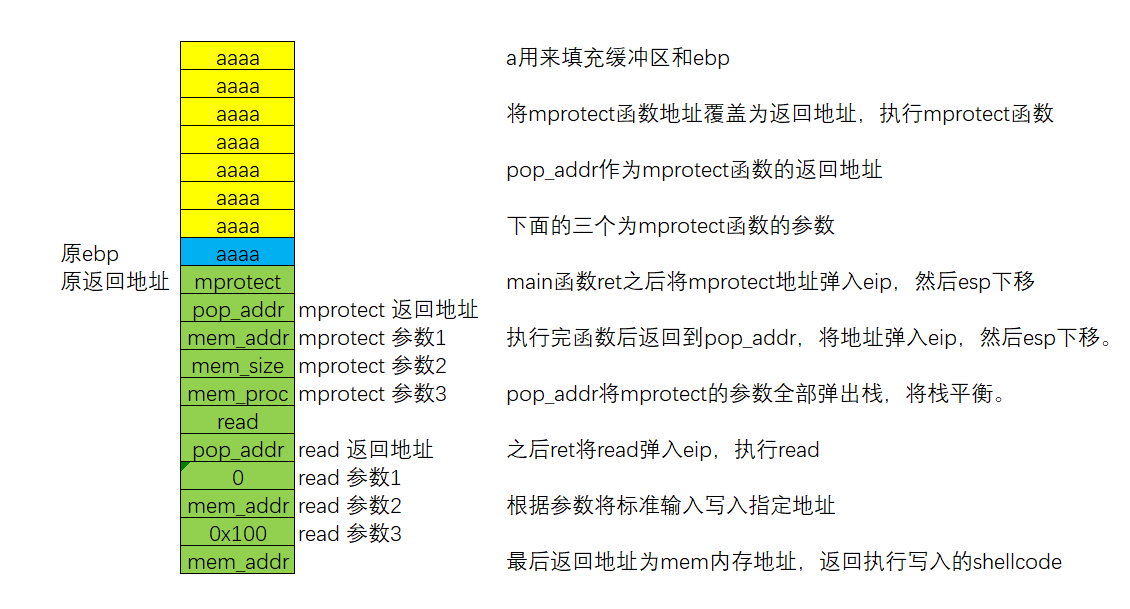 aaaa a用来填充缓冲区和ebp
aaaa
aaaa 将mprotect函数地址覆盖为返回地址，执行mprotect函数
aaaa
aaaa pop_addr作为mprotect函数的返回地址
aaaa
aaaa 下面的三个为mprotect函数的参数
原ebp aaaa
原返回地址 mprotect main函数ret之后将mprotect地址弹入eip，然后esp下移
pop_addr mprotect 返回地址
mem_addr mprotect 参数1 执行完函数后返回到pop_addr，将地址弹入eip，然后esp下移。
mem_size mprotect 参数2
mem_proc mprotect 参数3 pop_addr将mprotect的参数全部弹出栈，将栈平衡。
read
pop_addr read 返回地址 之后ret将read弹入eip，执行read
0 read 参数1
mem_addr read 参数2 根据参数将标准输入写入指定地址
0x100 read 参数3
mem_addr 最后返回地址为mem内存地址，返回执行写入的shellcode